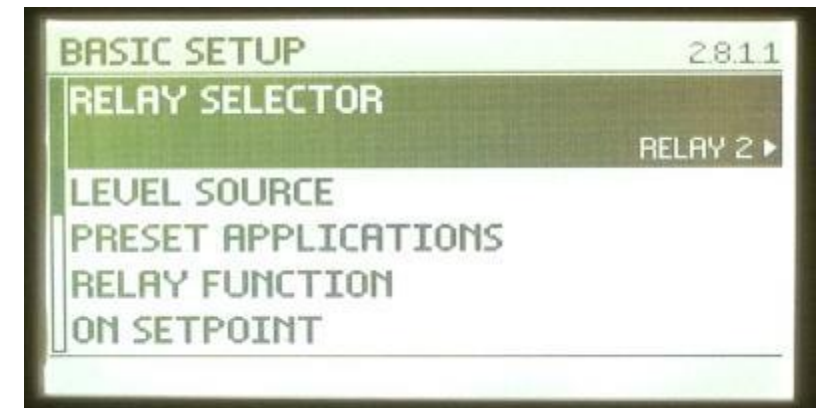 BASIC SETUP 2.8.1.1
RELAY SELECTOR
RELAY 2 ▶
LEVEL SOURCE
PRESET APPLICATIONS
RELAY FUNCTION
ON SETPOINT